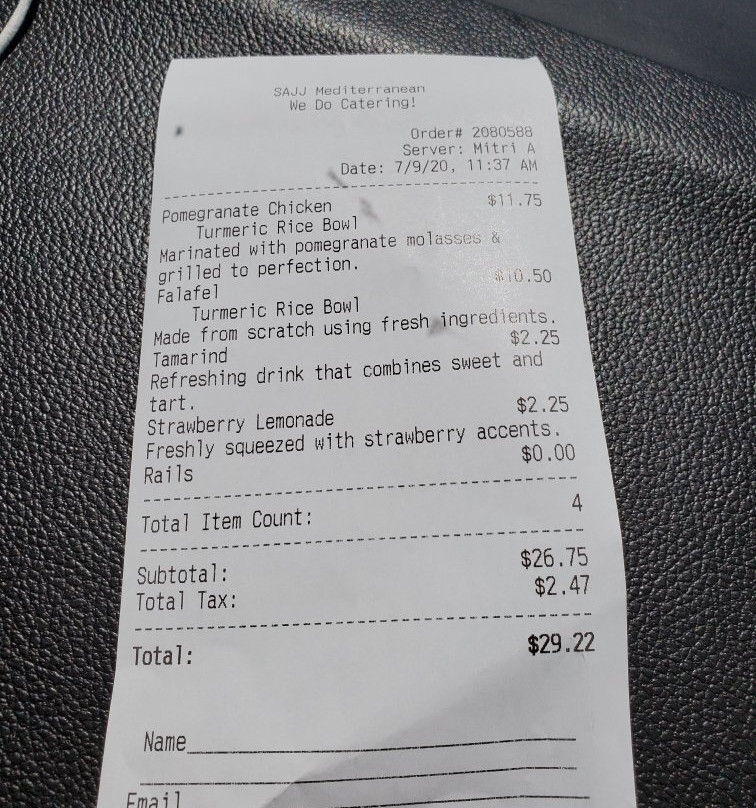 SAJJ Mediterranean
We Do Catering!
Order# 2080588
Server: Mitri A
Date: 7/9/20, 11:37 AM
Pomegranate Chicken $11.75
Turmeric Rice Bowl
Marinated with pomegranate molasses &
grilled to perfection.
Falafel $10.50
Turmeric Rice Bowl
Made from scratch using fresh ingredients.
Tamarind $2.25
Refreshing drink that combines sweet and
tart.
Strawberry Lemonade $2.25
Freshly squeezed with strawberry accents.
Rails $0.00
Total Item Count: 4
Subtotal: $26.75
Total Tax: $2.47
Total: $29.22
Name
Email